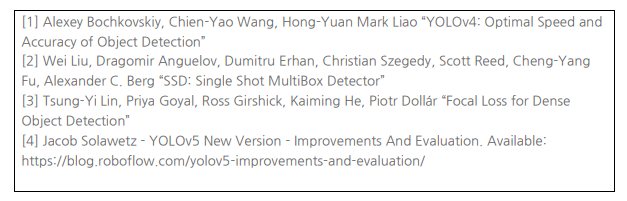 [1] Alexey Bochkovskiy, Chien-Yao Wang, Hong-Yuan Mark Liao “YOLOv4: Optimal Speed and
Accuracy of Object Detection”
[2] Wei Liu, Dragomir Anguelov, Dumitru Erhan, Christian Szegedy, Scott Reed, Cheng-Yang
Fu, Alexander C. Berg “SSD: Single Shot MultiBox Detector”
[3] Tsung-Yi Lin, Priya Goyal, Ross Girshick, Kaiming He, Piotr Dollár “Focal Loss for Dense
Object Detection”
[4] Jacob Solawetz - YOLOv5 New Version - Improvements And Evaluation. Available:
https://blog.roboflow.com/yolov5-improvements-and-evaluation/